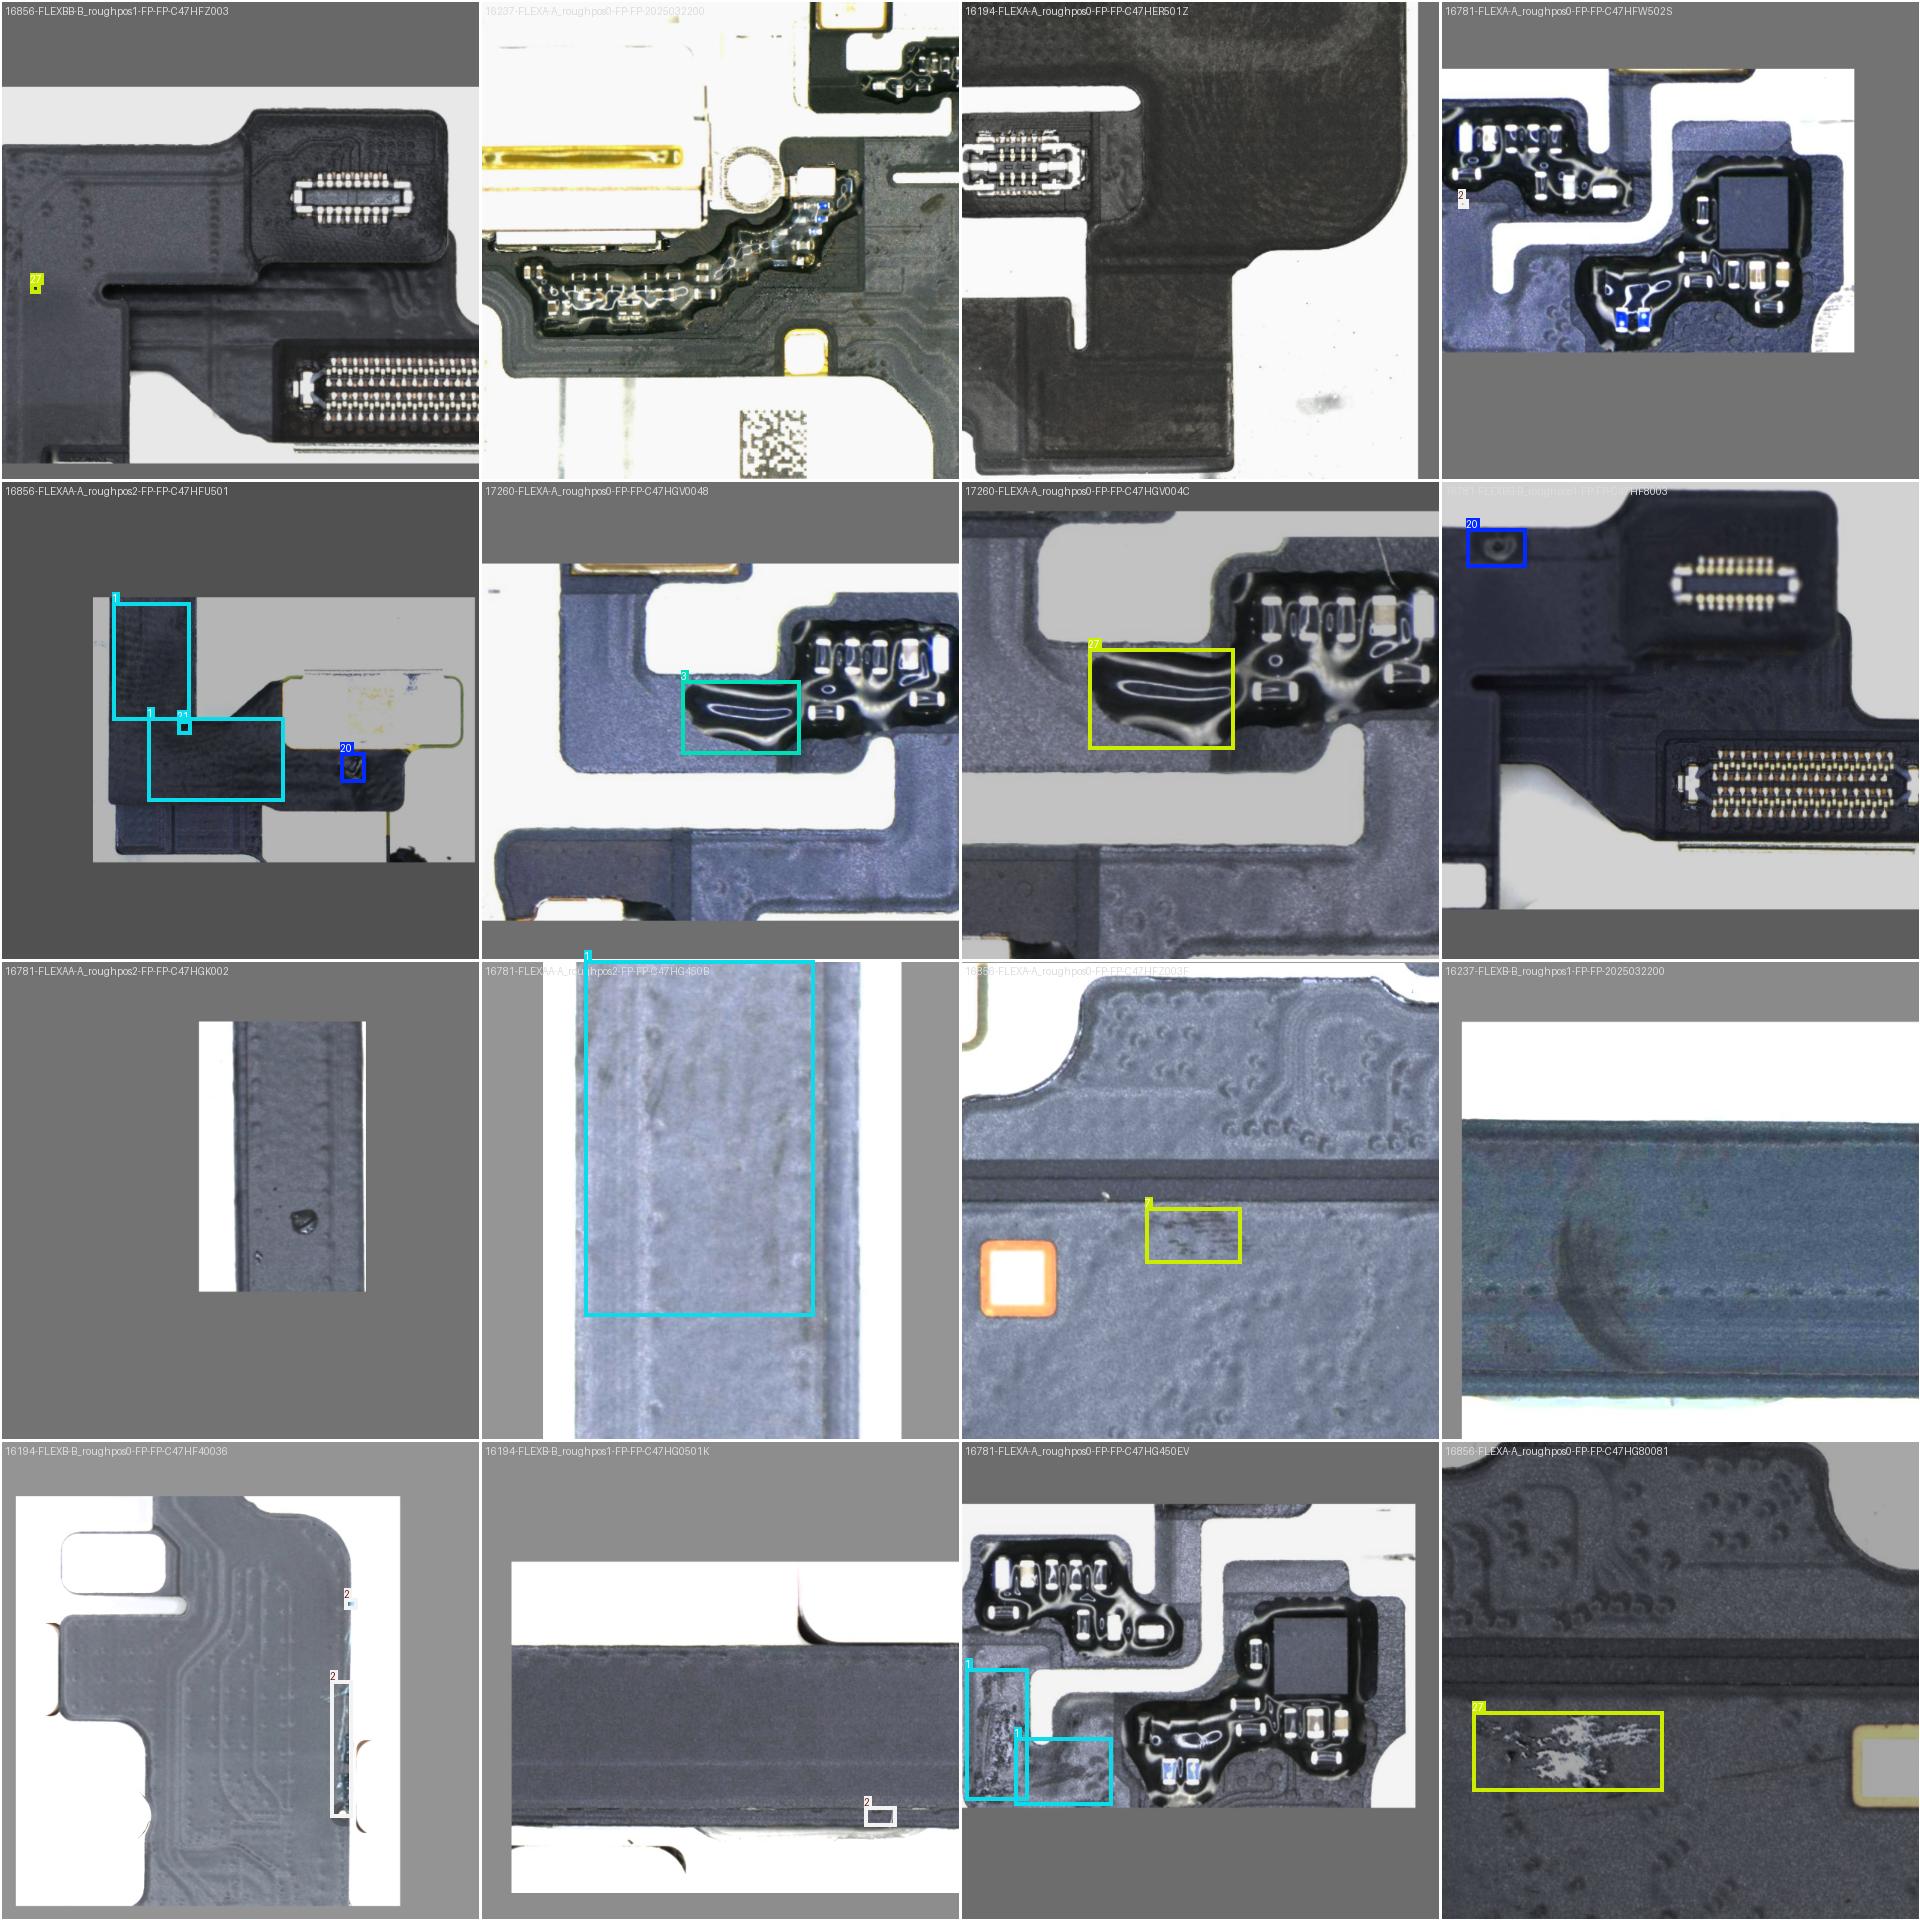 16856-FLEXBB-B_roughpos1-FP-FP-C47HFZ003
16237-FLEXA-A_roughpos0-FP-FP-2025032200
16194-FLEXA-A_roughpos0-FP-FP-C47HER501Z
16781-FLEXA-A_roughpos0-FP-FP-C47HFW502S
27
2
16856-FLEXAA-A_roughpos2-FP-FP-C47HFU501
17260-FLEXA-A_roughpos0-FP-FP-C47HGV0048
17260-FLEXA-A_roughpos0-FP-FP-C47HGV004C
16781-FLEXBB-B_roughpos1-FP-FP-C47HF8003
1
1
20
3
27
20
16781-FLEXAA-A_roughpos2-FP-FP-C47HGK002
16781-FLEXAA-A_roughpos2-FP-FP-C47HG450B
16856-FLEXA-A_roughpos0-FP-FP-C47HFZ003F
16237-FLEXB-B_roughpos1-FP-FP-2025032200
1
16194-FLEXB-B_roughpos0-FP-FP-C47HF40036
16194-FLEXB-B_roughpos1-FP-FP-C47HG0501K
16781-FLEXA-A_roughpos0-FP-FP-C47HG450EV
16856-FLEXA-A_roughpos0-FP-FP-C47HG80081
2
2
2
1
1
27